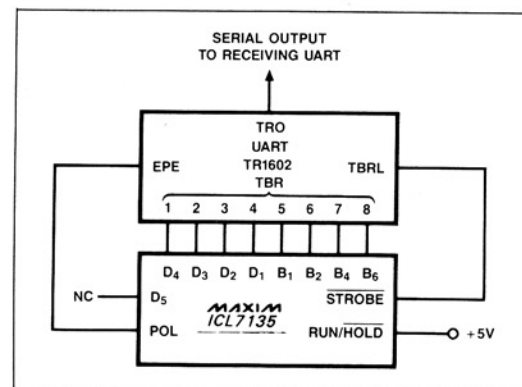 SERIAL OUTPUT
TO RECEIVING UART
TRO
UART
EPE TR1602 TBRL
TBR
1 2 3 4 5 6 7 8
D4 D3 D2 D1 B1 B2 B4 B6
NC D5 STROBE
MAXIM
POL ICL7135 RUN/HOLD +5V